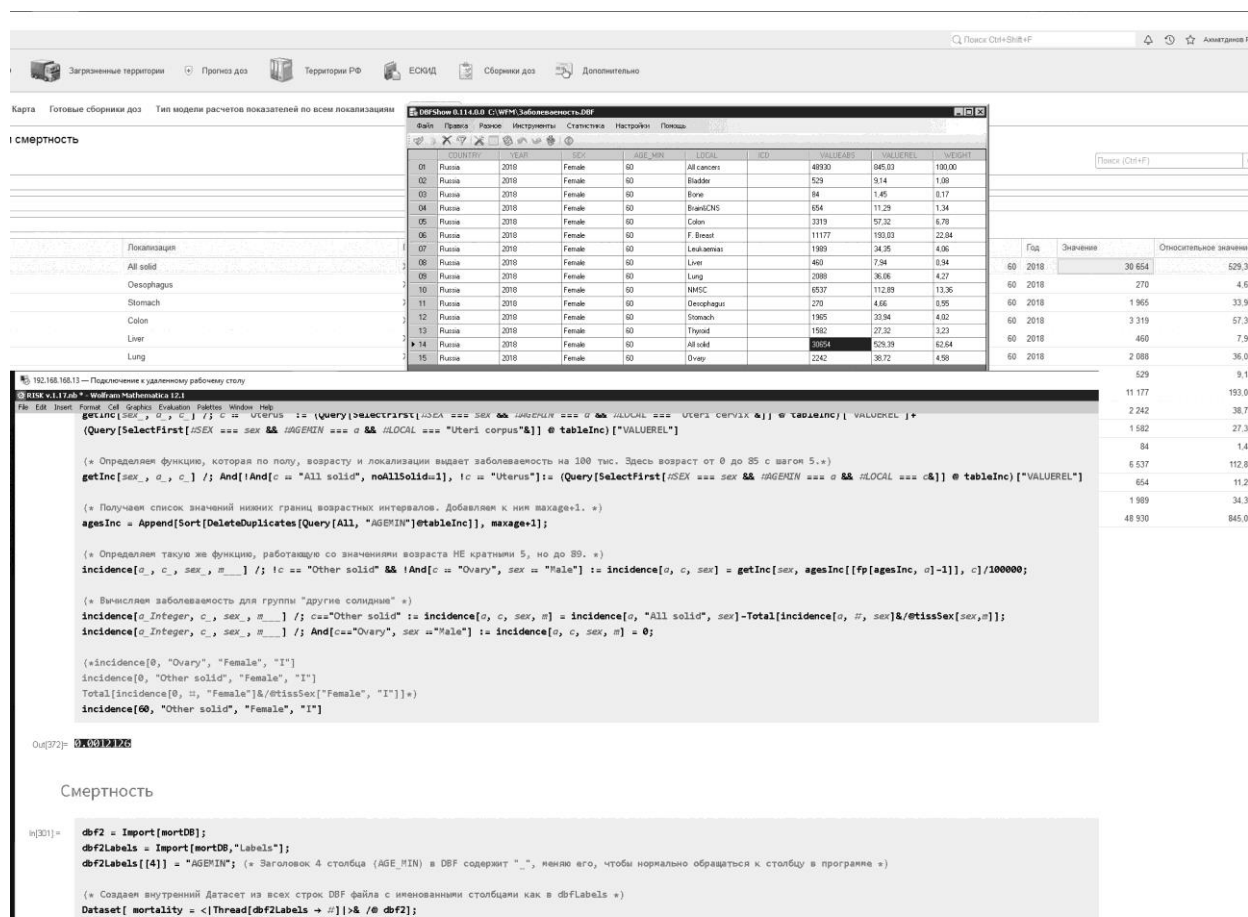 Поиск Ctrl+Shift+F
Загрязненные территории Прогноз доз Территории РФ ЕСКИД Сборники доз Дополнительно
Карта Готовые сборники доз Тип модели расчетов показателей по всем локализациям
смертность
DBFShow 0.114.0.0 C:\WFM\Заболеваемость.DBF
Файл Правка Разное Инструменты Статистика Настройки Помощь
COUNTRY YEAR SEX AGE_MIN LOCAL ICD VALUEABS VALUEREL WEIGHT
01 Russia 2018 Female 60 All cancers 48930 845,03 100,00
02 Russia 2018 Female 60 Bladder 529 9,14 1,08
03 Russia 2018 Female 60 Bone 84 1,45 0,17
04 Russia 2018 Female 60 Brain&CNS 654 11,29 1,34
05 Russia 2018 Female 60 Colon 3319 57,32 6,78
06 Russia 2018 Female 60 F. Breast 11177 193,03 22,84
07 Russia 2018 Female 60 Leukaemias 1989 34,35 4,06
08 Russia 2018 Female 60 Liver 460 7,94 0,94
09 Russia 2018 Female 60 Lung 2088 36,06 4,27
10 Russia 2018 Female 60 NMSC 6537 112,89 13,36
11 Russia 2018 Female 60 Oesophagus 270 4,66 0,55
12 Russia 2018 Female 60 Stomach 1965 33,94 4,02
13 Russia 2018 Female 60 Thyroid 1582 27,32 3,23
14 Russia 2018 Female 60 All solid 30654 529,39 62,64
15 Russia 2018 Female 60 Ovary 2242 38,72 4,58
Поиск (Ctrl+F)
Локализация
All solid
Oesophagus
Stomach
Colon
Liver
Lung
Год Значение Относительное значени
60 2018 30 654 529,3
60 2018 270 4,6
60 2018 1 965 33,9
60 2018 3 319 57,3
60 2018 460 7,9
60 2018 2 088 36,0
529 9,1
11 177 193,0
2 242 38,7
1 582 27,3
84 1,4
6 537 112,8
654 11,2
1 989 34,3
48 930 845,0
192.168.168.13 — Подключение к удаленному рабочему столу
RISK v.1.17.nb * - Wolfram Mathematica 12.1
File Edit Insert Format Cell Graphics Evaluation Palettes Window Help
getInc[sex_, a_, c_] /; c == "Uterus" := (Query[SelectFirst[#SEX === sex && #AGEMIN === a && #LOCAL === "Uteri cervix"&]] @ tableInc)["VALUEREL"]+
(Query[SelectFirst[#SEX === sex && #AGEMIN === a && #LOCAL === "Uteri corpus"&]] @ tableInc)["VALUEREL"]
(* Определяем функцию, которая по полу, возрасту и локализации выдает заболеваемость на 100 тыс. Здесь возраст от 0 до 85 с шагом 5.*)
getInc[sex_, a_, c_] /; And[!And[c == "All solid", noAllSolid==1], !c == "Uterus"]:= (Query[SelectFirst[#SEX === sex && #AGEMIN === a && #LOCAL === c&]] @ tableInc)["VALUEREL"]
(* Получаем список значений нижних границ возрастных интервалов. Добавляем к ним maxage+1. *)
agesInc = Append[Sort[DeleteDuplicates[Query[All, "AGEMIN"]@tableInc]], maxage+1];
(* Определяем такую же функцию, работающую со значениями возраста НЕ кратными 5, но до 89. *)
incidence[a_, c_, sex_, m___] /; !c == "Other solid" && !And[c == "Ovary", sex == "Male"] := incidence[a, c, sex] = getInc[sex, agesInc[[fp[agesInc, a]-1]], c]/100000;
(* Вычисляем заболеваемость для группы "другие солидные" *)
incidence[a_Integer, c_, sex_, m___] /; c=="Other solid" := incidence[a, c, sex, m] = incidence[a, "All solid", sex]-Total[incidence[a, #, sex]&/@tissSex[sex,m]];
incidence[a_Integer, c_, sex_, m___] /; And[c=="Ovary", sex =="Male"] := incidence[a, c, sex, m] = 0;
(*incidence[0, "Ovary", "Female", "I"]
incidence[0, "Other solid", "Female", "I"]
Total[incidence[0, #, "Female"]&/@tissSex["Female", "I"]]*)
incidence[60, "Other solid", "Female", "I"]
Out[372]= 0.0012126
Смертность
In[301]:= dbf2 = Import[mortDB];
dbf2Labels = Import[mortDB,"Labels"];
dbf2Labels[[4]] = "AGEMIN"; (* Заголовок 4 столбца (AGE_MIN) в DBF содержит "_", меняю его, чтобы нормально обращаться к столбцу в программе *)
(* Создаем внутренний Датасет из всех строк DBF файла с именованными столбцами как в dbfLabels *)
Dataset[ mortality = <|Thread[dbf2Labels → #]|>& /@ dbf2];